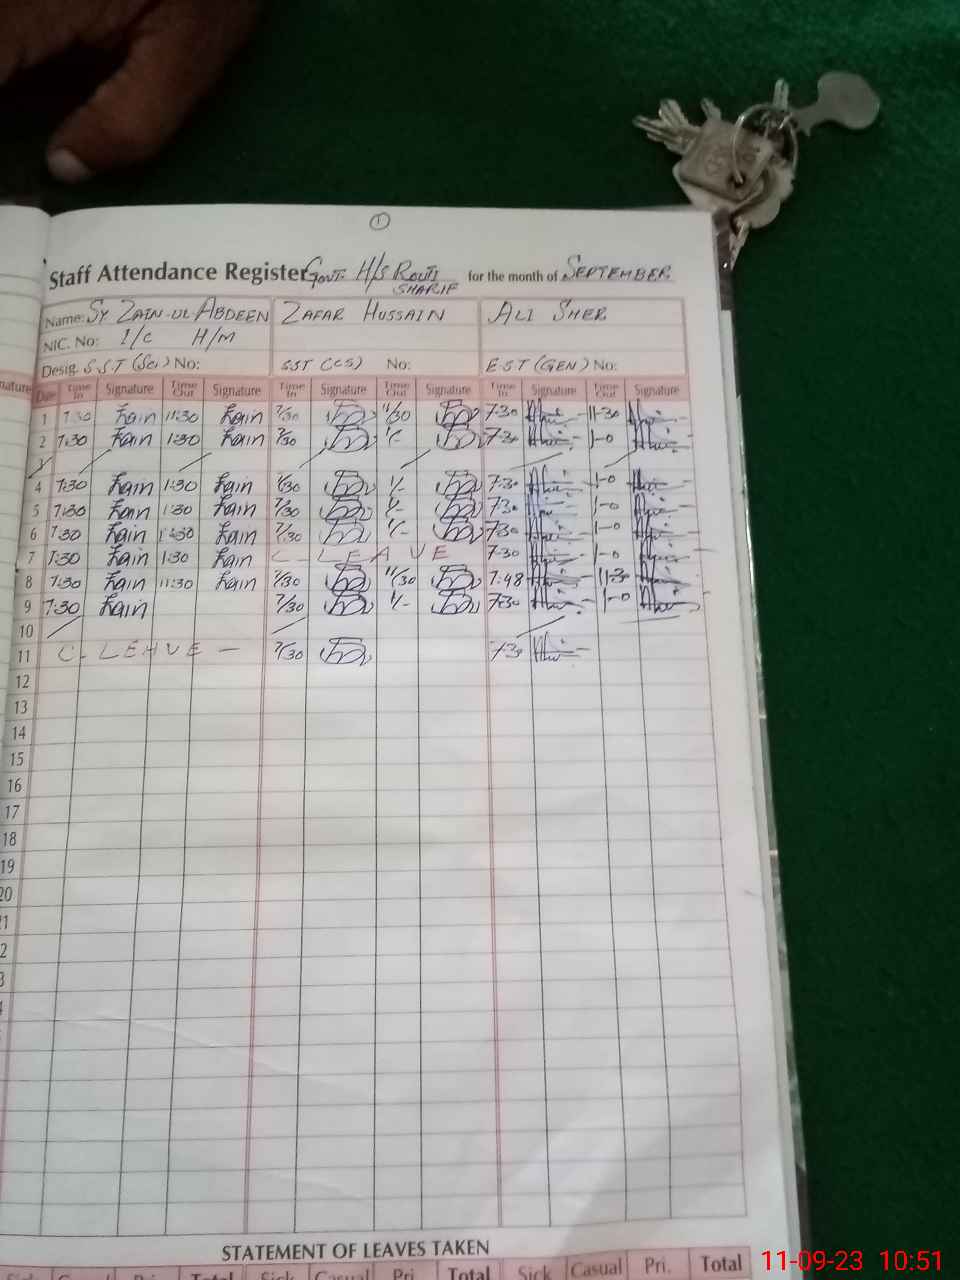 1
Staff Attendance Register Govt. H/S Routi Sharif for the month of SEPTEMBER
Name: SY ZAIN-UL-ABDEEN ZAFAR HUSSAIN ALI SHER
NIC. No: I/C H/M
Desig. S.S.T (Sci) No: SST (CS) No: E.S.T (GEN) No:
Date Time In Signature Time Out Signature Time In Signature Time Out Signature Time In Signature Time Out Signature
1 7:30 Zain 11:30 Zain 7/30 11/30 7-30 11-30
2 7:30 Zain 1:30 Zain 7/30 1/- 7-30 1-0
3
4 7:30 Zain 1:30 Zain 7/30 1/- 7-30 1-0
5 7:30 Zain 1:30 Zain 7/30 1/- 7-30 1-0
6 7:30 Zain 1:30 Zain 7/30 1/- 7-30 1-0
7 7:30 Zain 1:30 Zain C-LEAVE 7-30 1-0
8 7:30 Zain 11:30 Zain 7/30 11/30 7-48 11-30
9 7:30 Zain 7/30 1/- 7-30 1-0
10
11 C-LEAVE - 7/30 7-30
12
13
14
15
16
17
18
19
20
STATEMENT OF LEAVES TAKEN
Sick Casual Pri. Total Sick Casual Pri. Total Sick Casual Pri. Total
11-09-23 10:51